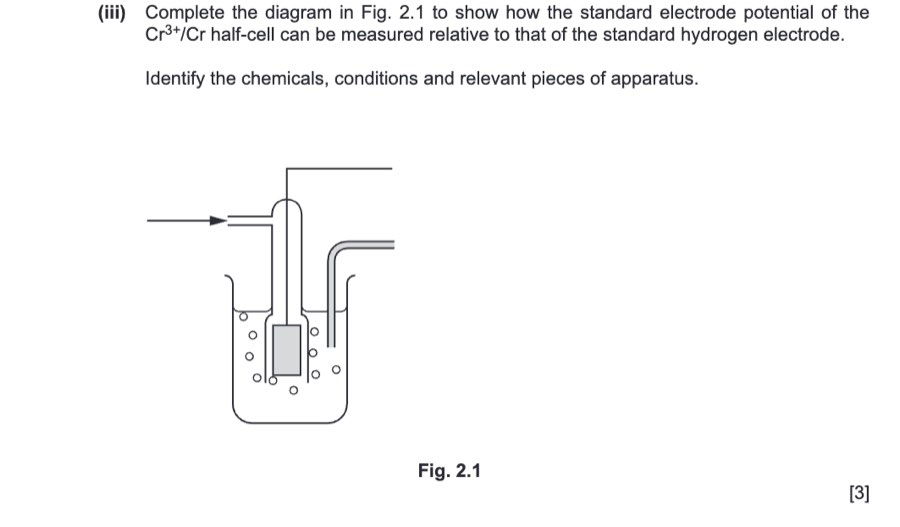 (iii) Complete the diagram in Fig. 2.1 to show how the standard electrode potential of the
Cr³⁺/Cr half-cell can be measured relative to that of the standard hydrogen electrode.
Identify the chemicals, conditions and relevant pieces of apparatus.
Fig. 2.1
[3]